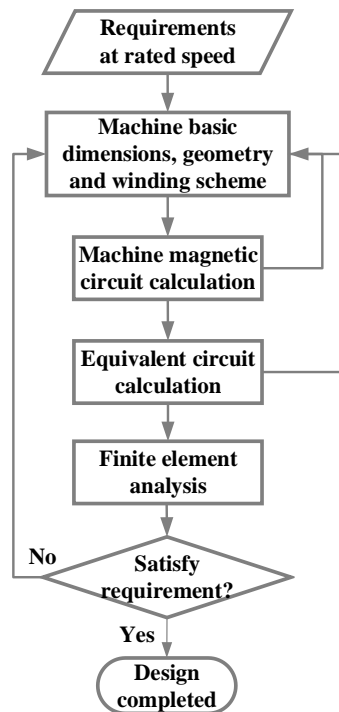 Requirements
at rated speed
Machine basic
dimensions, geometry
and winding scheme
Machine magnetic
circuit calculation
Equivalent circuit
calculation
Finite element
analysis
No
Satisfy
requirement?
Yes
Design
completed